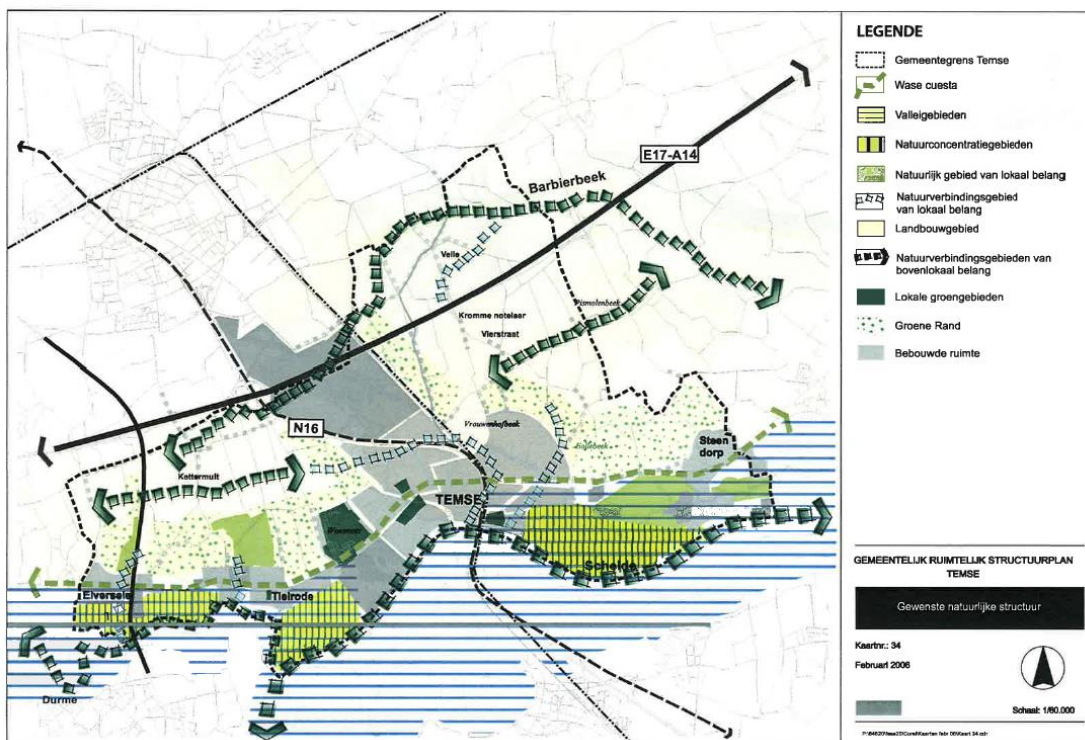 LEGENDE
Gemeentegrens Temse
Wase cuesta
Valleigebieden
Natuurconcentratiegebieden
Natuurlijk gebied van lokaal belang
Natuurverbindingsgebied
van lokaal belang
Landbouwgebied
Natuurverbindingsgebieden van
bovenlokaal belang
Lokale groengebieden
Groene Rand
Bebouwde ruimte
E17-A14
Barbierbeek
Velle
Kromme notelaar
Vierstraat
N16
Vrouwenhofbeek
Steen
dorp
Kettermuit
TEMSE
Schelde
Elversele
Tielrode
Durme
GEMEENTELIJK RUIMTELIJK STRUCTUURPLAN
TEMSE
Gewenste natuurlijke structuur
Kaartnr.: 34
Februari 2006
Schaal: 1/60.000